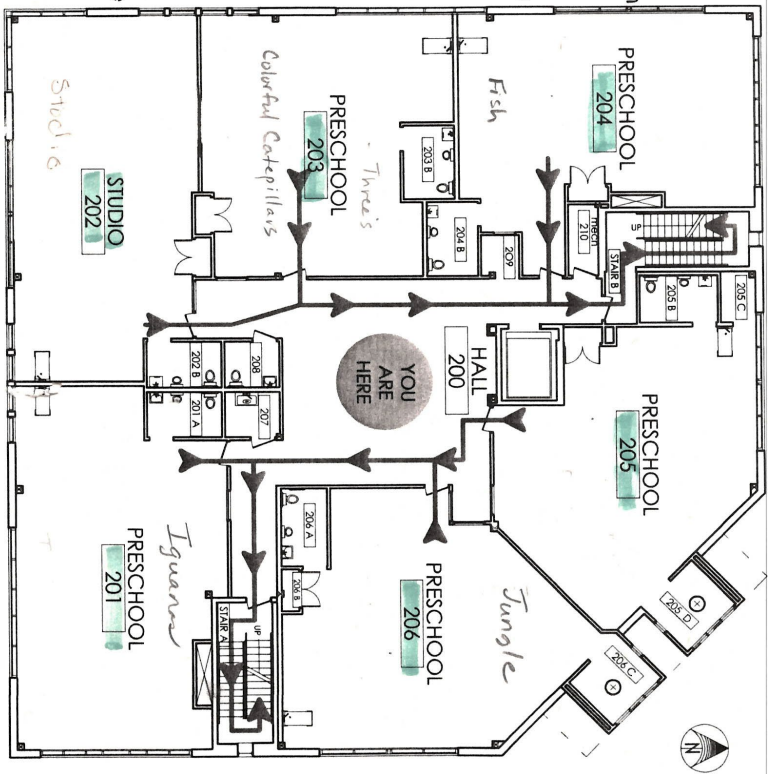 STUDIO
202
Studio
PRESCHOOL
203
- Three's
Colorful Catepillars
203 B
PRESCHOOL
204
Fish
204 B
209
mech
210
UP
STAIR B
205 B
205 C
202 B
208
201 A
207
YOU
ARE
HERE
HALL
200
PRESCHOOL
205
205 D
PRESCHOOL
201
Iguanas
UP
STAIR A
206 A
206 B
PRESCHOOL
206
Jungle
206 C
N